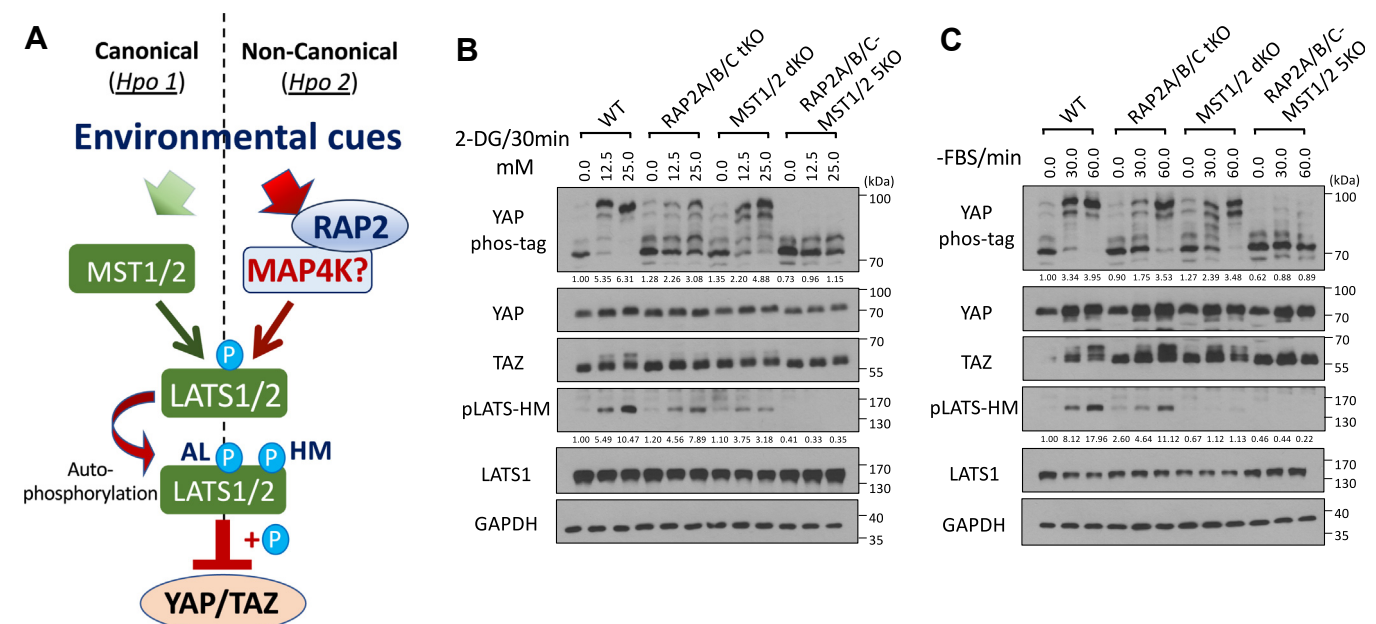 A
Canonical
(Hpo 1)
Non-Canonical
(Hpo 2)
Environmental cues
RAP2
MST1/2
MAP4K?
P
LATS1/2
AL P P HM
Auto-
phosphorylation
LATS1/2
+ P
YAP/TAZ
B
WT
RAP2A/B/C tKO
MST1/2 dKO
RAP2A/B/C-
MST1/2 5KO
2-DG/30min
mM
0.0 12.5 25.0 0.0 12.5 25.0 0.0 12.5 25.0 0.0 12.5 25.0
(kDa)
YAP
phos-tag
100
70
1.00 5.35 6.31 1.28 2.26 3.08 1.35 2.20 4.88 0.73 0.96 1.15
YAP
100
70
TAZ
70
55
pLATS-HM
170
130
1.00 5.49 10.47 1.20 4.56 7.89 1.10 3.75 3.18 0.41 0.33 0.35
LATS1
170
130
GAPDH
40
35
C
WT
RAP2A/B/C tKO
MST1/2 dKO
RAP2A/B/C-
MST1/2 5KO
-FBS/min
0.0 30.0 60.0 0.0 30.0 60.0 0.0 30.0 60.0 0.0 30.0 60.0
(kDa)
YAP
phos-tag
100
70
1.00 3.34 3.95 0.90 1.75 3.53 1.27 2.39 3.48 0.62 0.88 0.89
YAP
100
70
TAZ
70
55
pLATS-HM
170
130
1.00 8.12 17.96 2.60 4.64 11.12 0.67 1.12 1.13 0.46 0.44 0.22
LATS1
170
130
GAPDH
40
35